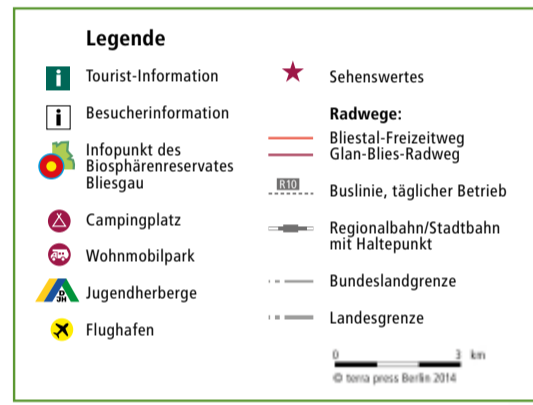 Legende
i Tourist-Information
i Besucherinformation
Infopunkt des
Biosphärenreservates
Bliesgau
Campingplatz
Wohnmobilpark
DJH Jugendherberge
Flughafen
Sehenswertes
Radwege:
Bliestal-Freizeitweg
Glan-Blies-Radweg
R10 Buslinie, täglicher Betrieb
Regionalbahn/Stadtbahn
mit Haltepunkt
Bundeslandgrenze
Landesgrenze
0 3 km
© terra press Berlin 2014